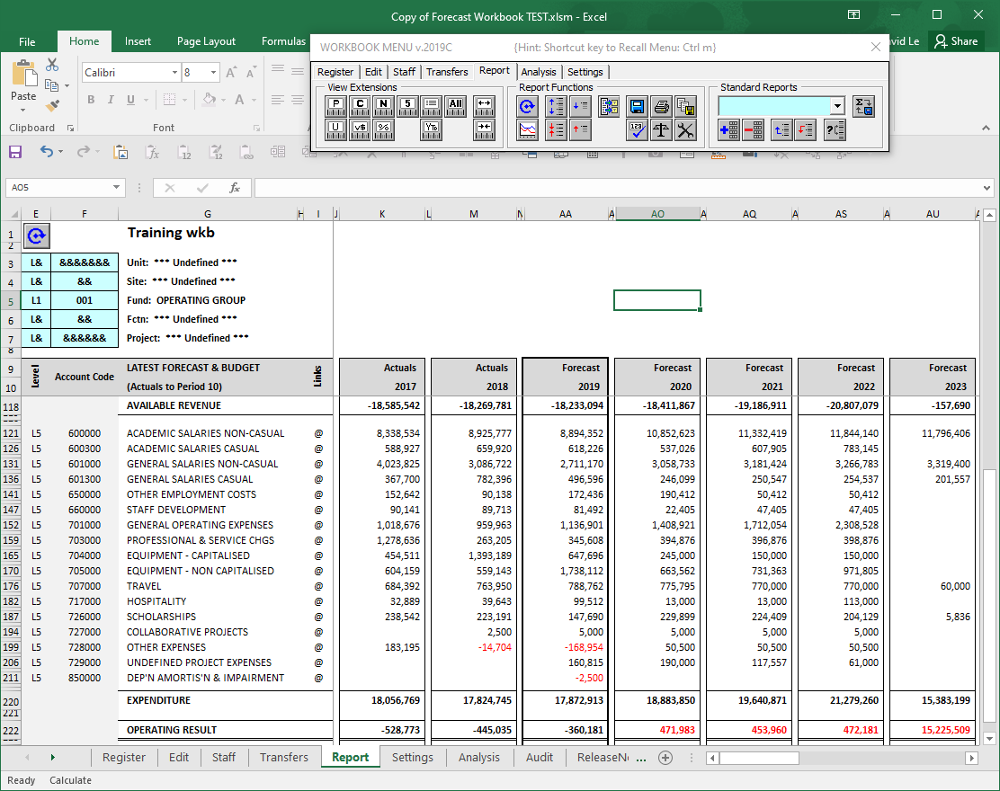 Copy of Forecast Workbook TEST.xlsm - Excel
File Home Insert Page Layout Formulas vid Le Share
WORKBOOK MENU v.2019C {Hint: Shortcut key to Recall Menu: Ctrl m}
Register Edit Staff Transfers Report Analysis Settings
View Extensions Report Functions Standard Reports
P C N 5 All
U v$ % YTD 123 ?
Calibri 8
Paste
B I U A
Clipboard Font
AO5 fx
E F G H I J K L M N AA A AO A AQ A AS A AU A
1 Training wkb
2
3 L& &&&&&&& Unit: *** Undefined ***
4 L& && Site: *** Undefined ***
5 L1 001 Fund: OPERATING GROUP
6 L& && Fctn: *** Undefined ***
7 L& &&&&&& Project: *** Undefined ***
8
9 Level Account Code LATEST FORECAST & BUDGET Links Actuals Actuals Forecast Forecast Forecast Forecast Forecast
10 (Actuals to Period 10) 2017 2018 2019 2020 2021 2022 2023
118 AVAILABLE REVENUE -18,585,542 -18,269,781 -18,233,094 -18,411,867 -19,186,911 -20,807,079 -157,690
121 L5 600000 ACADEMIC SALARIES NON-CASUAL @ 8,338,534 8,925,777 8,894,352 10,852,623 11,332,419 11,844,140 11,796,406
126 L5 600300 ACADEMIC SALARIES CASUAL @ 588,927 659,920 618,226 537,026 607,905 783,145
131 L5 601000 GENERAL SALARIES NON-CASUAL @ 4,023,825 3,086,722 2,711,170 3,058,733 3,181,424 3,266,783 3,319,400
136 L5 601300 GENERAL SALARIES CASUAL @ 367,700 782,396 496,596 246,099 250,547 254,537 201,557
141 L5 650000 OTHER EMPLOYMENT COSTS @ 152,642 90,138 172,436 190,412 50,412 50,412
147 L5 660000 STAFF DEVELOPMENT @ 90,141 89,713 81,492 22,405 47,405 47,405
152 L5 701000 GENERAL OPERATING EXPENSES @ 1,018,676 959,963 1,136,901 1,408,921 1,712,054 2,308,528
159 L5 703000 PROFESSIONAL & SERVICE CHGS @ 1,278,636 263,205 345,608 394,876 396,876 398,876
165 L5 704000 EQUIPMENT - CAPITALISED @ 454,511 1,393,189 647,696 245,000 150,000 150,000
170 L5 705000 EQUIPMENT - NON CAPITALISED @ 604,159 559,143 1,738,112 663,562 731,363 971,805
176 L5 707000 TRAVEL @ 684,392 763,950 788,762 775,795 770,000 770,000 60,000
182 L5 717000 HOSPITALITY @ 32,889 39,643 99,512 13,000 13,000 113,000
187 L5 726000 SCHOLARSHIPS @ 238,542 223,191 147,690 229,899 224,409 204,129 5,836
194 L5 727000 COLLABORATIVE PROJECTS @ 2,500 5,000 5,000 5,000 5,000
199 L5 728000 OTHER EXPENSES @ 183,195 -14,704 -168,954 50,500 50,500 50,500
206 L5 729000 UNDEFINED PROJECT EXPENSES @ 160,815 190,000 117,557 61,000
211 L5 850000 DEP'N AMORTIS'N & IMPAIRMENT @ -2,500
220 EXPENDITURE 18,056,769 17,824,745 17,872,913 18,883,850 19,640,871 21,279,260 15,383,199
221
222 OPERATING RESULT -528,773 -445,035 -360,181 471,983 453,960 472,181 15,225,509
Register Edit Staff Transfers Report Settings Analysis Audit ReleaseN ...
Ready Calculate